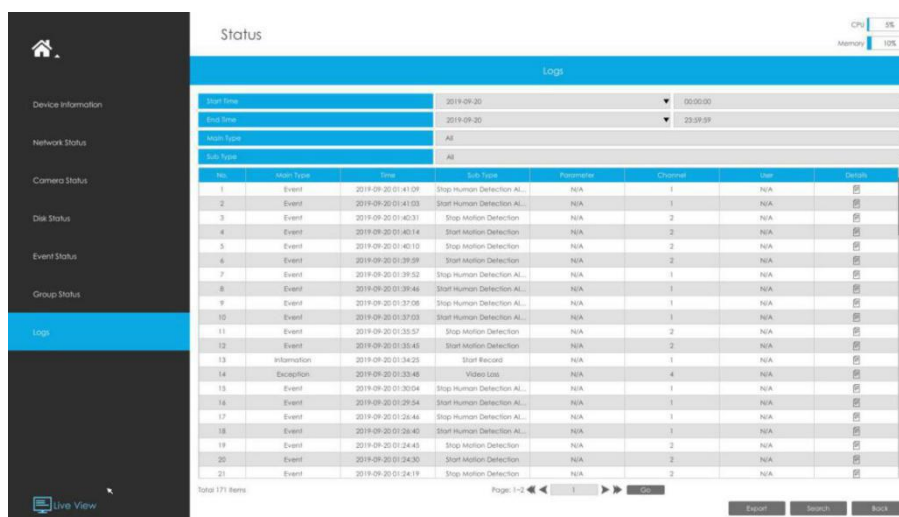 Status
CPU 5%
Memory 10%
Logs
Device Information
Network Status
Camera Status
Disk Status
Event Status
Group Status
Logs
Live View
Start Time 2019-09-20 00:00:00
End Time 2019-09-20 23:59:59
Main Type All
Sub Type All
No. Main Type Time Sub Type Parameter Channel User Details
1 Event 2019-09-20 01:41:09 Stop Human Detection Al... N/A 1 N/A
2 Event 2019-09-20 01:41:03 Start Human Detection Al... N/A 1 N/A
3 Event 2019-09-20 01:40:31 Stop Motion Detection N/A 2 N/A
4 Event 2019-09-20 01:40:14 Start Motion Detection N/A 2 N/A
5 Event 2019-09-20 01:40:10 Stop Motion Detection N/A 2 N/A
6 Event 2019-09-20 01:39:59 Start Motion Detection N/A 2 N/A
7 Event 2019-09-20 01:39:52 Stop Human Detection Al... N/A 1 N/A
8 Event 2019-09-20 01:39:46 Start Human Detection Al... N/A 1 N/A
9 Event 2019-09-20 01:37:08 Stop Human Detection Al... N/A 1 N/A
10 Event 2019-09-20 01:37:03 Start Human Detection Al... N/A 1 N/A
11 Event 2019-09-20 01:35:57 Stop Motion Detection N/A 2 N/A
12 Event 2019-09-20 01:35:45 Start Motion Detection N/A 2 N/A
13 Information 2019-09-20 01:34:25 Start Record N/A 1 N/A
14 Exception 2019-09-20 01:33:48 Video Loss N/A 4 N/A
15 Event 2019-09-20 01:30:04 Stop Human Detection Al... N/A 1 N/A
16 Event 2019-09-20 01:29:54 Start Human Detection Al... N/A 1 N/A
17 Event 2019-09-20 01:26:46 Stop Human Detection Al... N/A 1 N/A
18 Event 2019-09-20 01:26:40 Start Human Detection Al... N/A 1 N/A
19 Event 2019-09-20 01:24:45 Stop Motion Detection N/A 2 N/A
20 Event 2019-09-20 01:24:30 Start Motion Detection N/A 2 N/A
21 Event 2019-09-20 01:24:19 Stop Motion Detection N/A 2 N/A
Total 171 Items Page: 1-2 1 Go
Export Search Back